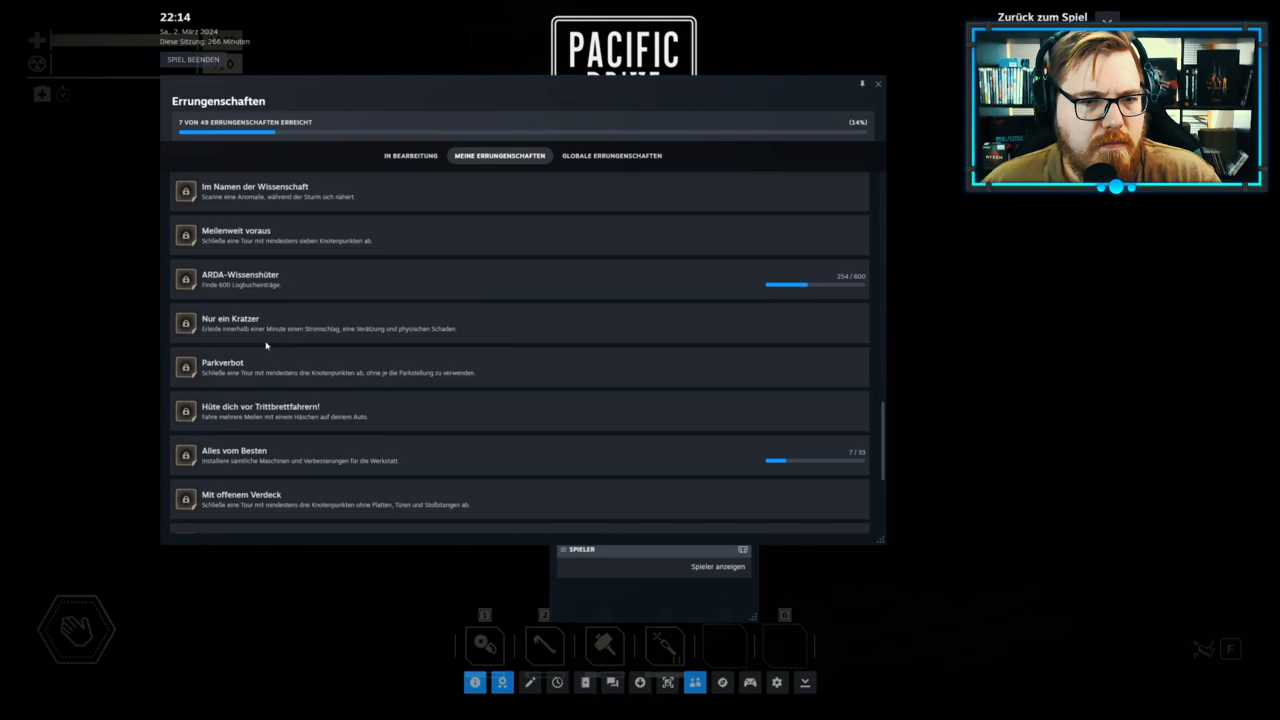 22:14
Sa., 2. März 2024
Diese Sitzung: 266 Minuten
SPIEL BEENDEN
PACIFIC
DRIVE
Zurück zum Spiel
Errungenschaften
7 VON 49 ERRUNGENSCHAFTEN ERREICHT
(14%)
IN BEARBEITUNG
MEINE ERRUNGENSCHAFTEN
GLOBALE ERRUNGENSCHAFTEN
Im Namen der Wissenschaft
Scanne eine Anomalie, während der Sturm sich nähert.
Meilenweit voraus
Schließe eine Tour mit mindestens sieben Knotenpunkten ab.
ARDA-Wissenshüter
Finde 600 Logbucheinträge.
254 / 600
Nur ein Kratzer
Erleide innerhalb einer Minute einen Stromschlag, eine Verätzung und physischen Schaden.
Parkverbot
Schließe eine Tour mit mindestens drei Knotenpunkten ab, ohne je die Parkstellung zu verwenden.
Hüte dich vor Trittbrettfahrern!
Fahre mehrere Meilen mit einem Häschen auf deinem Auto.
Alles vom Besten
Installiere sämtliche Maschinen und Verbesserungen für die Werkstatt.
7 / 33
Mit offenem Verdeck
Schließe eine Tour mit mindestens drei Knotenpunkten ohne Platten, Türen und Stoßstangen ab.
SPIELER
Spieler anzeigen
1
2
6
11
F
RYZEN